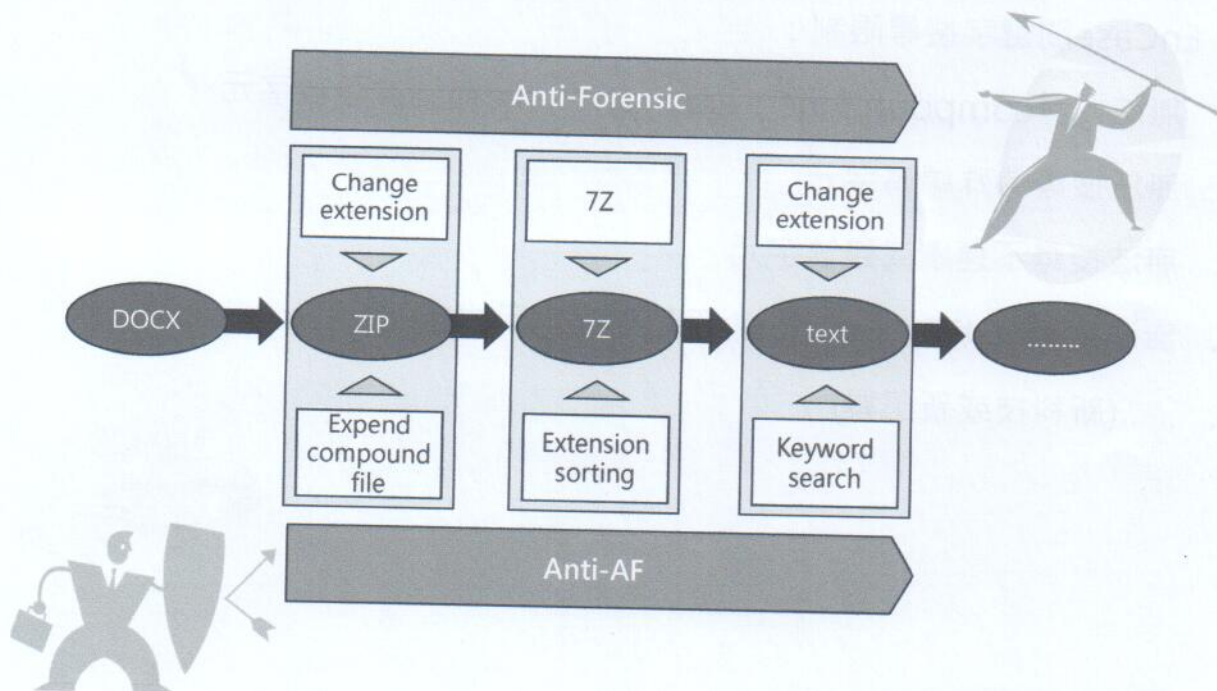 Anti-Forensic
Change
extension
7Z
Change
extension
DOCX
ZIP
7Z
text
........
Expend
compound
file
Extension
sorting
Keyword
search
Anti-AF